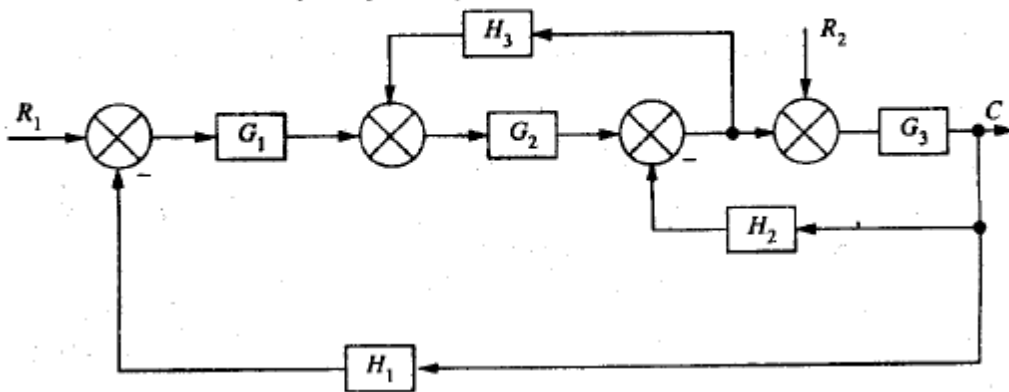 H₃
R₂
R₁
G₁
G₂
G₃
C
−
−
H₂
H₁